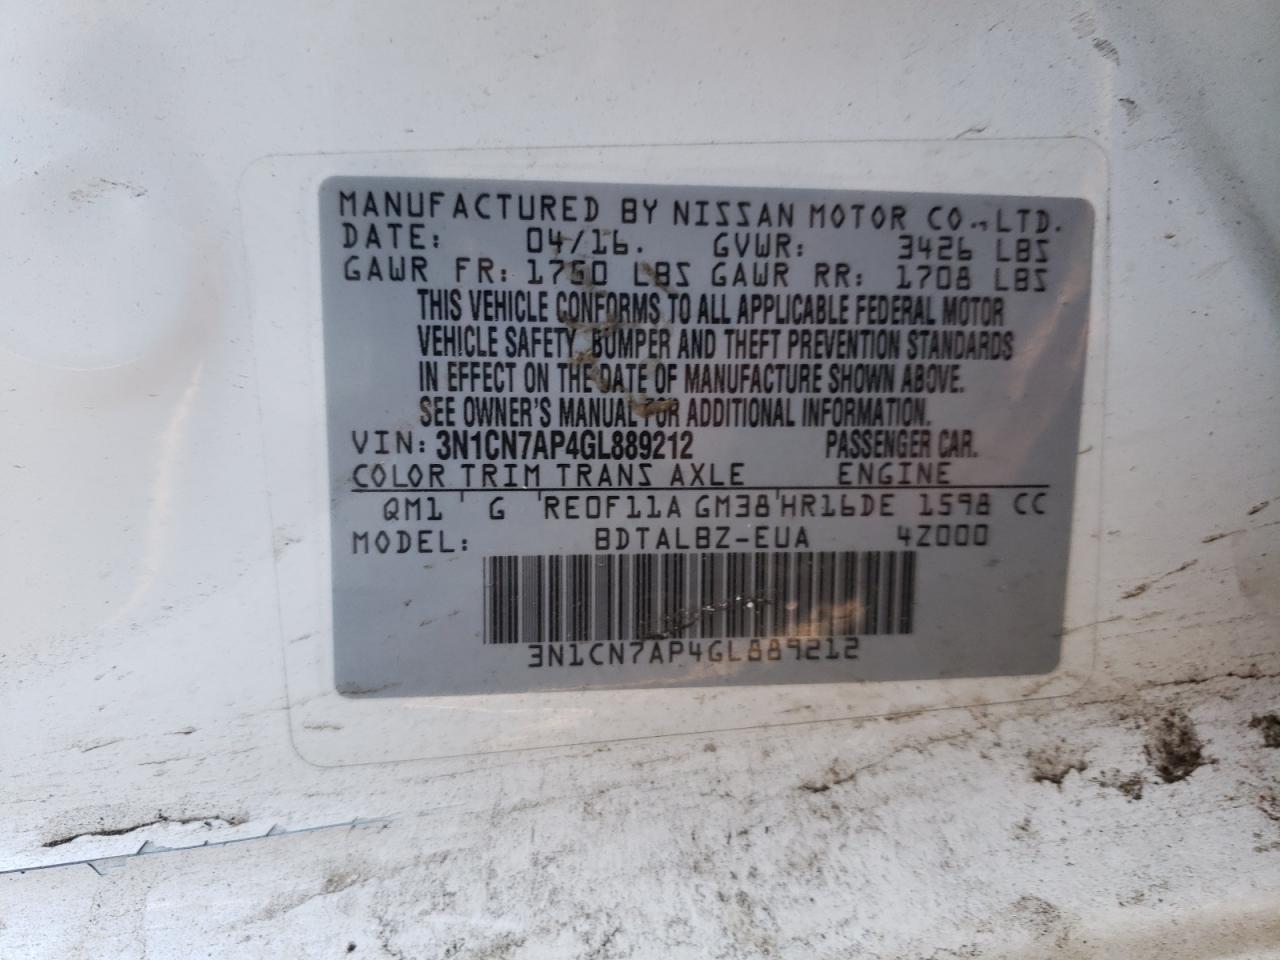 MANUFACTURED BY NISSAN MOTOR CO., LTD.
DATE: 04/16. GVWR: 3426 LBS
GAWR FR: 1760 LBS GAWR RR: 1708 LBS
THIS VEHICLE CONFORMS TO ALL APPLICABLE FEDERAL MOTOR
VEHICLE SAFETY, BUMPER AND THEFT PREVENTION STANDARDS
IN EFFECT ON THE DATE OF MANUFACTURE SHOWN ABOVE.
SEE OWNER'S MANUAL FOR ADDITIONAL INFORMATION.
VIN: 3N1CN7AP4GL889212 PASSENGER CAR.
COLOR TRIM TRANS AXLE ENGINE
QM1 G RE0F11A GM38 HR16DE 1598 CC
MODEL: BDTALBZ-EUA 4Z000
3N1CN7AP4GL889212